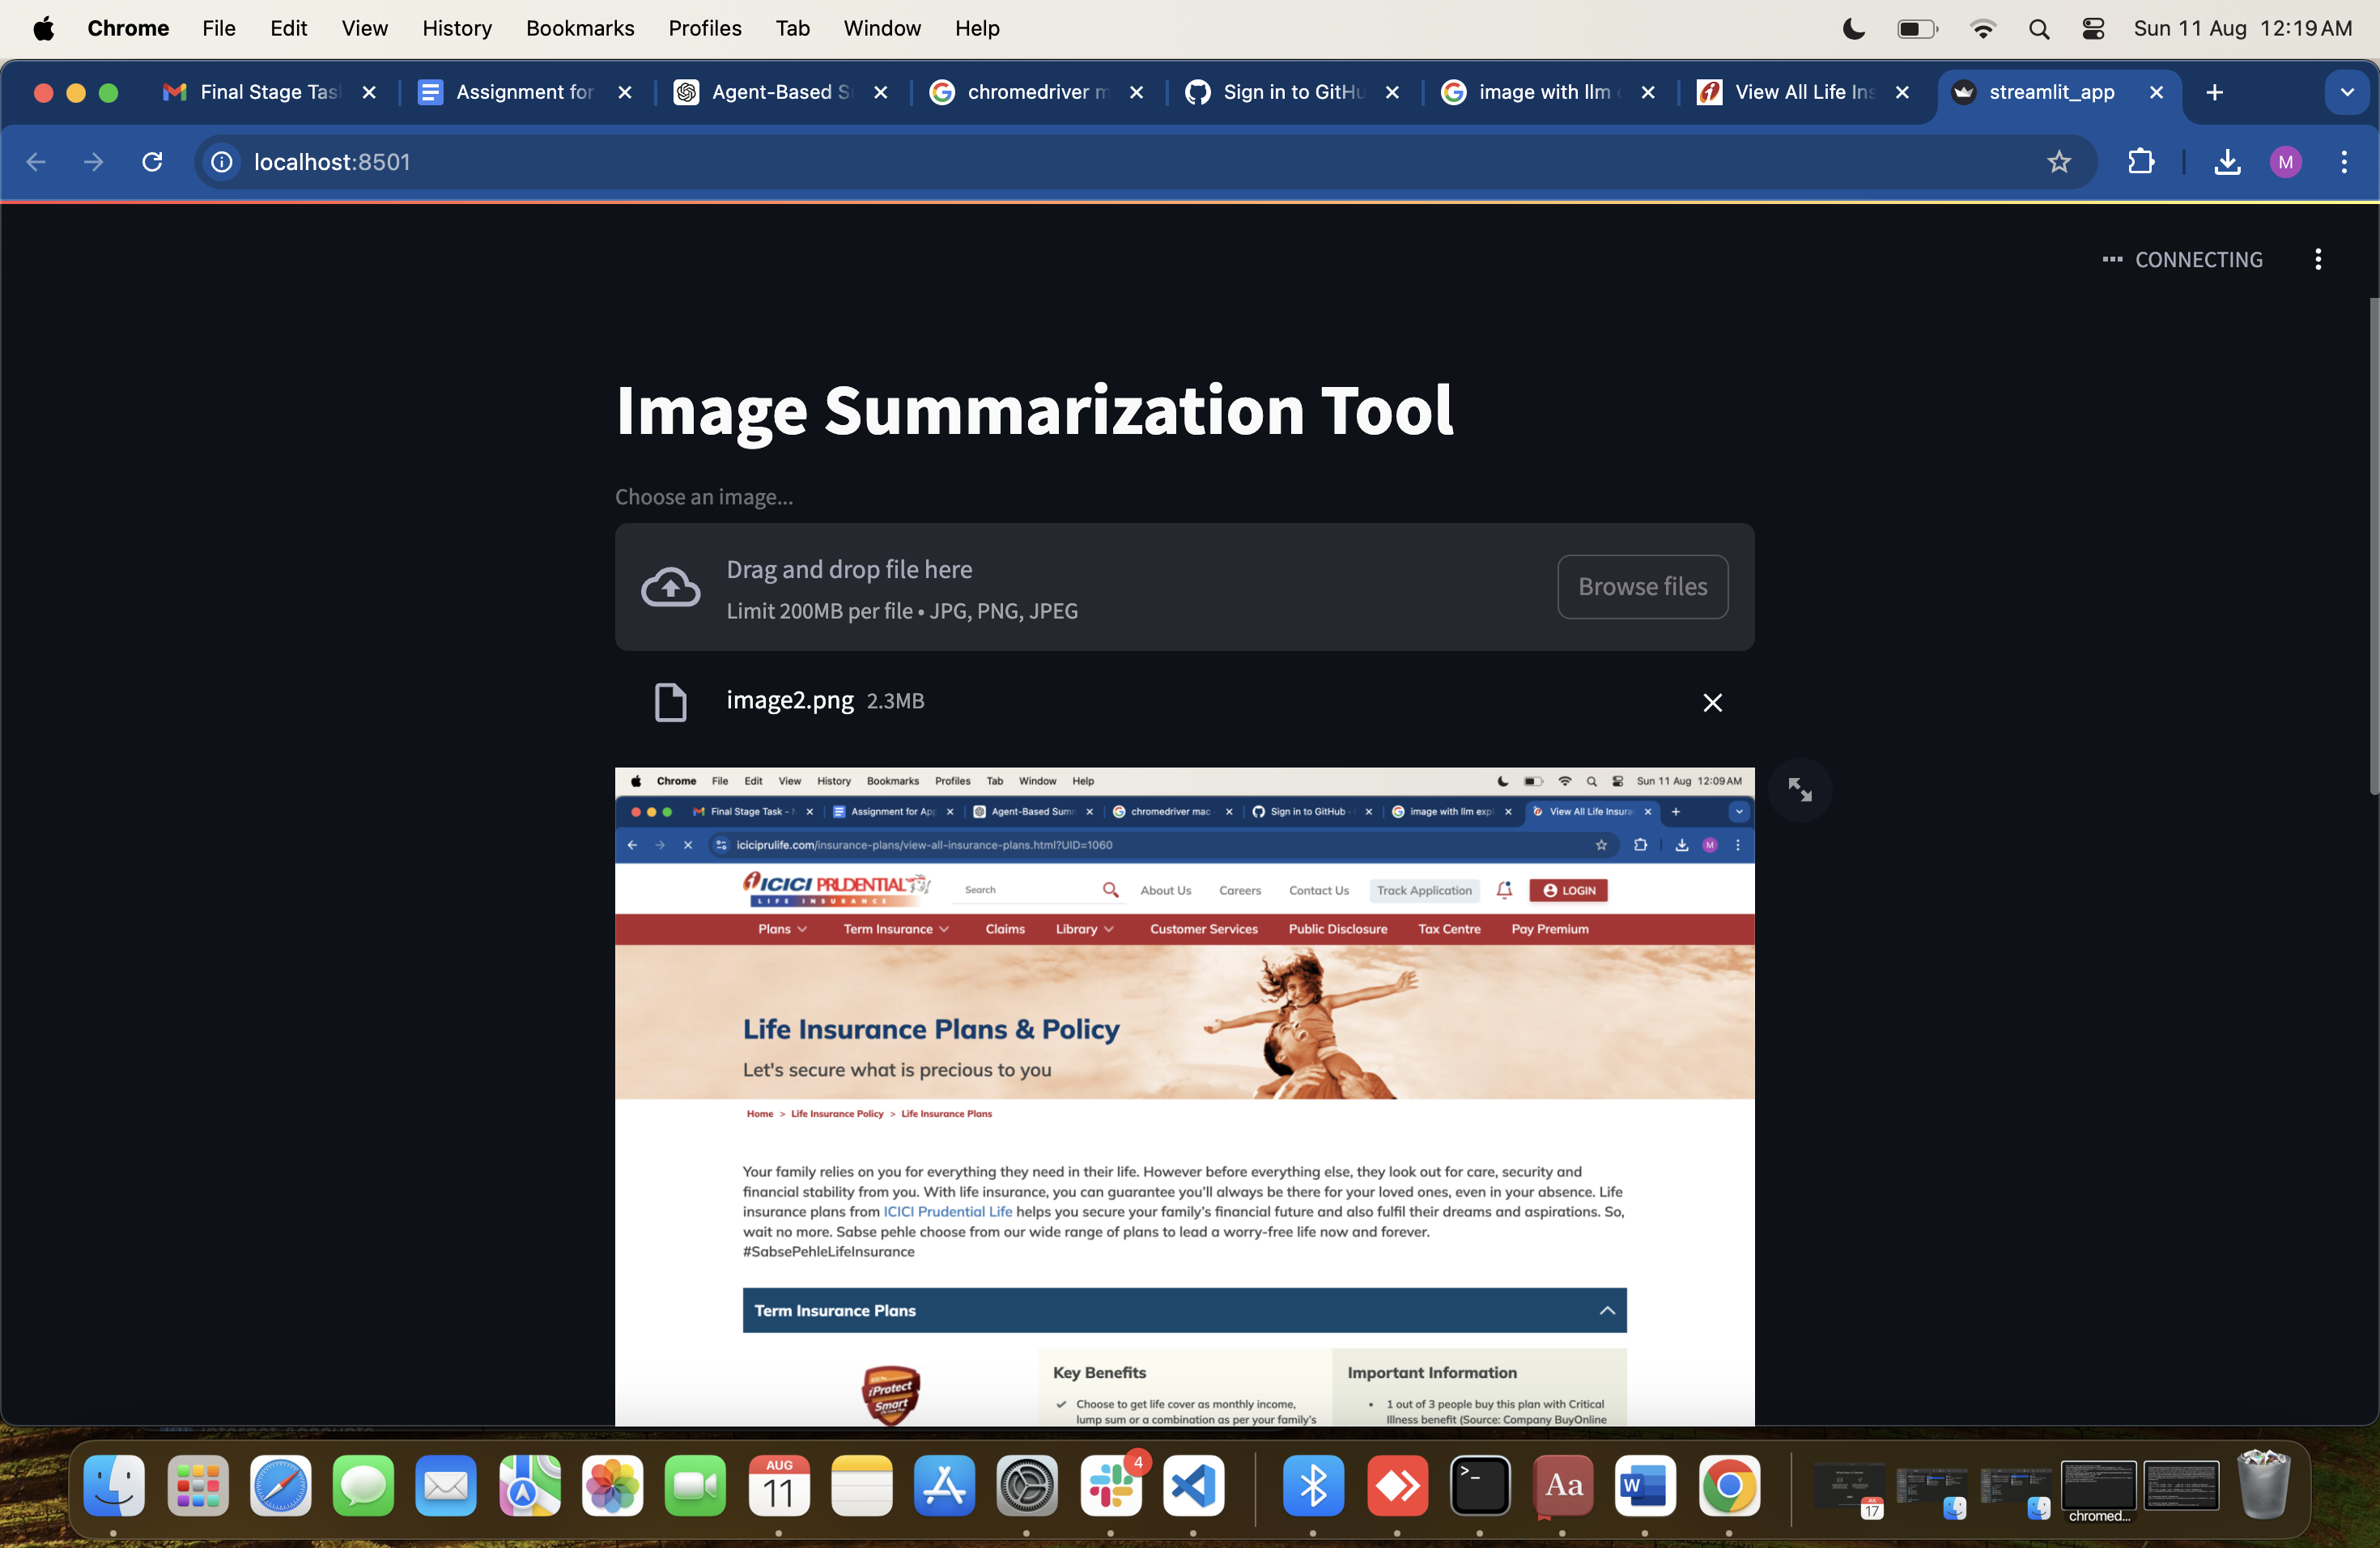 Chrome File Edit View History Bookmarks Profiles Tab Window Help Sun 11 Aug 12:19 AM
Final Stage Tas Assignment for Agent-Based S chromedriver m Sign in to GitHu image with llm View All Life Ins streamlit_app
localhost:8501 M
CONNECTING
Image Summarization Tool
Choose an image...
Drag and drop file here
Limit 200MB per file • JPG, PNG, JPEG
Browse files
image2.png 2.3MB
Chrome File Edit View History Bookmarks Profiles Tab Window Help Sun 11 Aug 12:09 AM
Final Stage Task - Assignment for App Agent-Based Summ chromedriver mac Sign in to GitHub - image with llm expl View All Life Insura
iciciprulife.com/insurance-plans/view-all-insurance-plans.html?UID=1060 M
ICICI PRUDENTIAL
LIFE INSURANCE
Search About Us Careers Contact Us Track Application LOGIN
Plans Term Insurance Claims Library Customer Services Public Disclosure Tax Centre Pay Premium
Life Insurance Plans & Policy
Let's secure what is precious to you
Home > Life Insurance Policy > Life Insurance Plans
Your family relies on you for everything they need in their life. However before everything else, they look out for care, security and
financial stability from you. With life insurance, you can guarantee you'll always be there for your loved ones, even in your absence. Life
insurance plans from ICICI Prudential Life helps you secure your family's financial future and also fulfil their dreams and aspirations. So,
wait no more. Sabse pehle choose from our wide range of plans to lead a worry-free life now and forever.
#SabsePehleLifeInsurance
Term Insurance Plans
iProtect
Smart
Key Benefits
Choose to get life cover as monthly income,
lump sum or a combination as per your family's
Important Information
• 1 out of 3 people buy this plan with Critical
Illness benefit (Source: Company BuyOnline
AUG
11
4
>_
Aa
W
17
chromed...